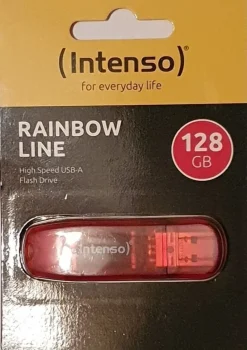 (Intenso)®
for everyday life
RAINBOW
LINE
High Speed USB-A
Flash Drive
128
GB
(intenso)